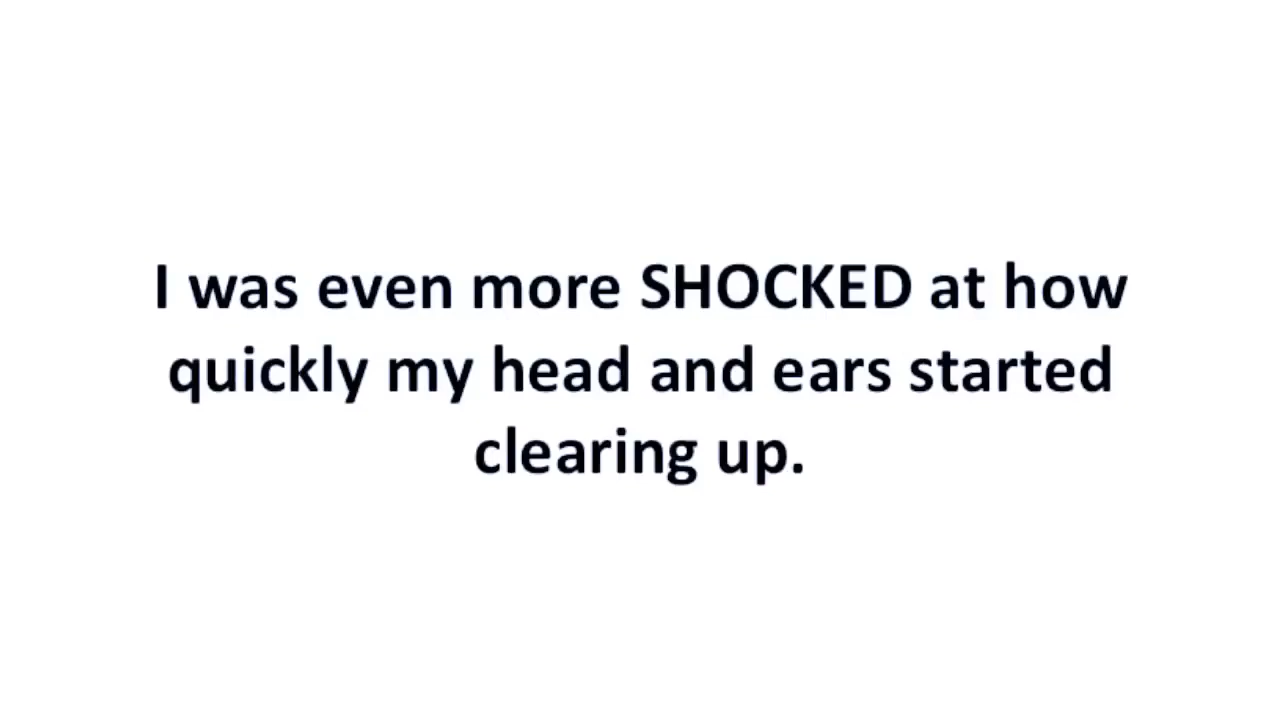 I was even more SHOCKED at how
quickly my head and ears started
clearing up.